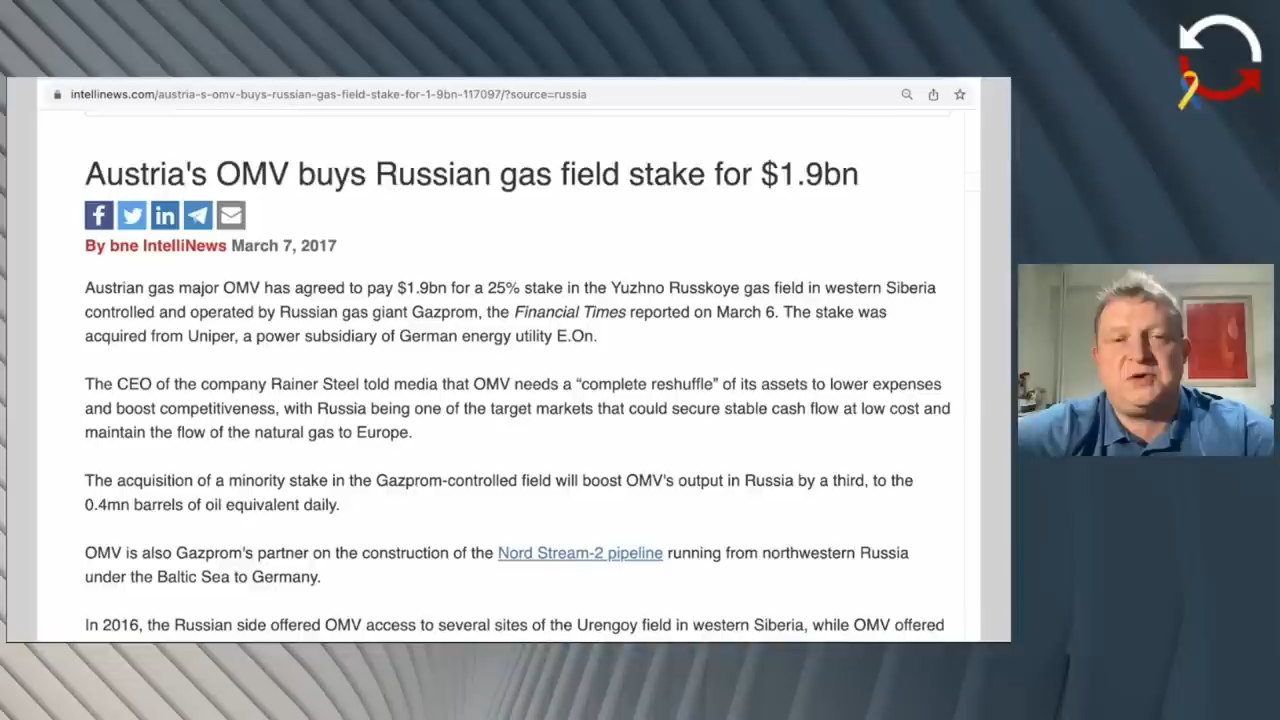 intellinews.com/austria-s-omv-buys-russian-gas-field-stake-for-1-9bn-117097/?source=russia
Austria's OMV buys Russian gas field stake for $1.9bn
By bne IntelliNews March 7, 2017
Austrian gas major OMV has agreed to pay $1.9bn for a 25% stake in the Yuzhno Russkoye gas field in western Siberia
controlled and operated by Russian gas giant Gazprom, the Financial Times reported on March 6. The stake was
acquired from Uniper, a power subsidiary of German energy utility E.On.
The CEO of the company Rainer Steel told media that OMV needs a “complete reshuffle” of its assets to lower expenses
and boost competitiveness, with Russia being one of the target markets that could secure stable cash flow at low cost and
maintain the flow of the natural gas to Europe.
The acquisition of a minority stake in the Gazprom-controlled field will boost OMV's output in Russia by a third, to the
0.4mn barrels of oil equivalent daily.
OMV is also Gazprom's partner on the construction of the Nord Stream-2 pipeline running from northwestern Russia
under the Baltic Sea to Germany.
In 2016, the Russian side offered OMV access to several sites of the Urengoy field in western Siberia, while OMV offered